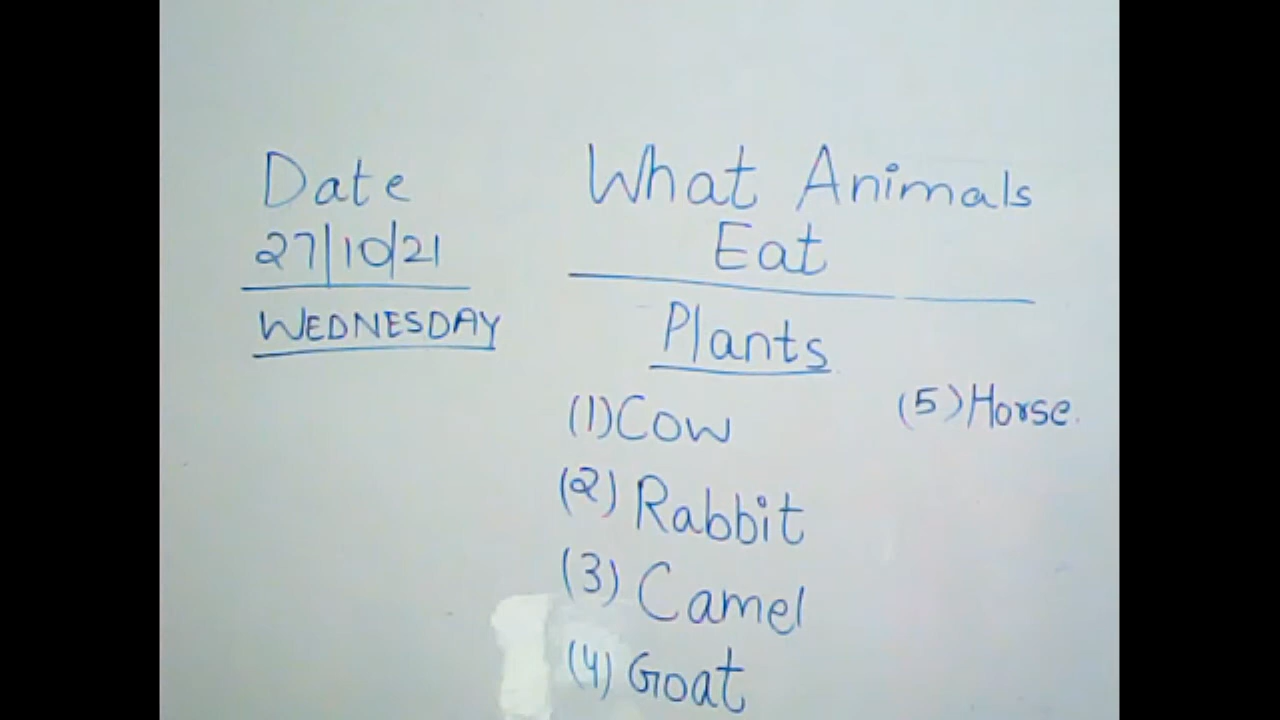 Date
27/10/21
WEDNESDAY
What Animals
Eat
Plants
(1) Cow
(2) Rabbit
(3) Camel
(4) Goat
(5) Horse.